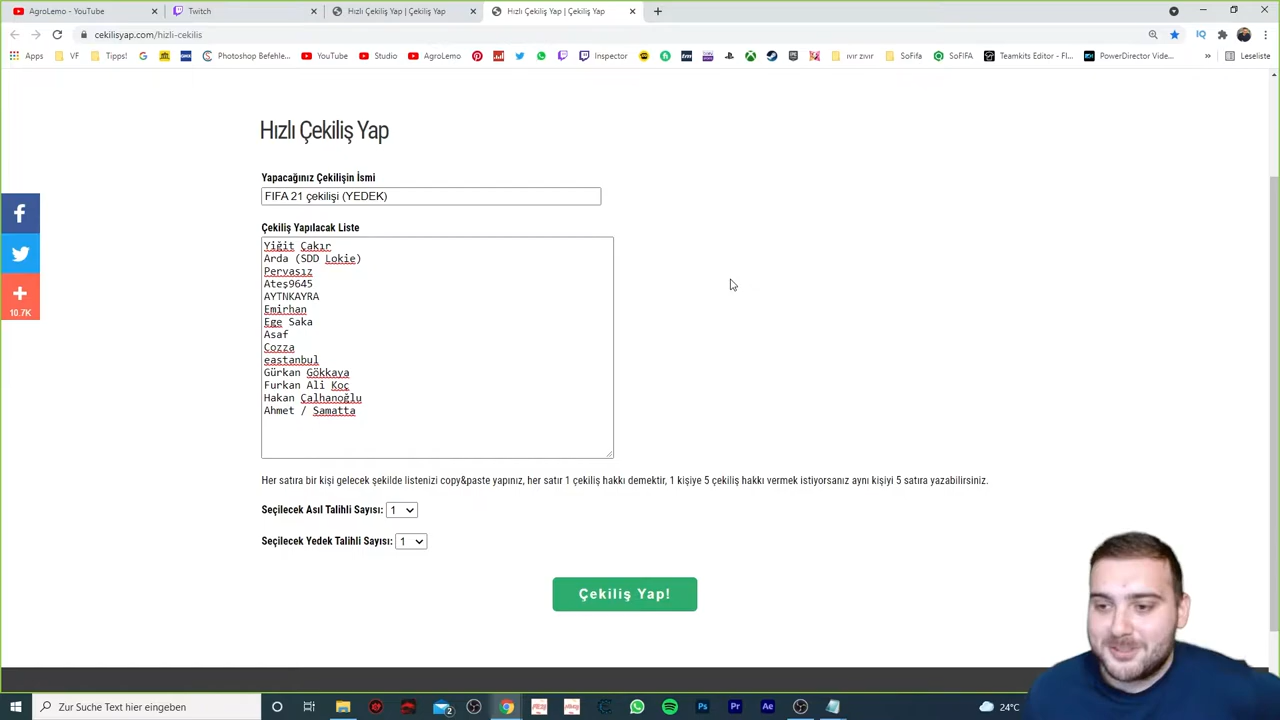 AgroLemo - YouTube
Twitch
Hızlı Çekiliş Yap | Çekiliş Yap
Hızlı Çekiliş Yap | Çekiliş Yap
cekilisyap.com/hizli-cekilis
Apps
VF
Tipps!
Photoshop Befehle...
YouTube
Studio
AgroLemo
Inspector
ıvır zıvır
SoFifa
SoFIFA
Teamkits Editor - Fl...
PowerDirector Vide...
Leseliste
Hızlı Çekiliş Yap
Yapacağınız Çekilişin İsmi
FIFA 21 çekilişi (YEDEK)
Çekiliş Yapılacak Liste
Yiğit Çakır
Arda (SDD Lokie)
Pervasız
Ateş9645
AYTNKAYRA
Emirhan
Ege Saka
Asaf
Cozza
eastanbul
Gürkan Gökkaya
Furkan Ali Koç
Hakan Çalhanoğlu
Ahmet / Samatta
10.7K
Her satıra bir kişi gelecek şekilde listenizi copy&paste yapınız, her satır 1 çekiliş hakkı demektir, 1 kişiye 5 çekiliş hakkı vermek istiyorsanız aynı kişiyi 5 satıra yazabilirsiniz.
Seçilecek Asıl Talihli Sayısı: 1
Seçilecek Yedek Talihli Sayısı: 1
Çekiliş Yap!
Zur Suche Text hier eingeben
24°C